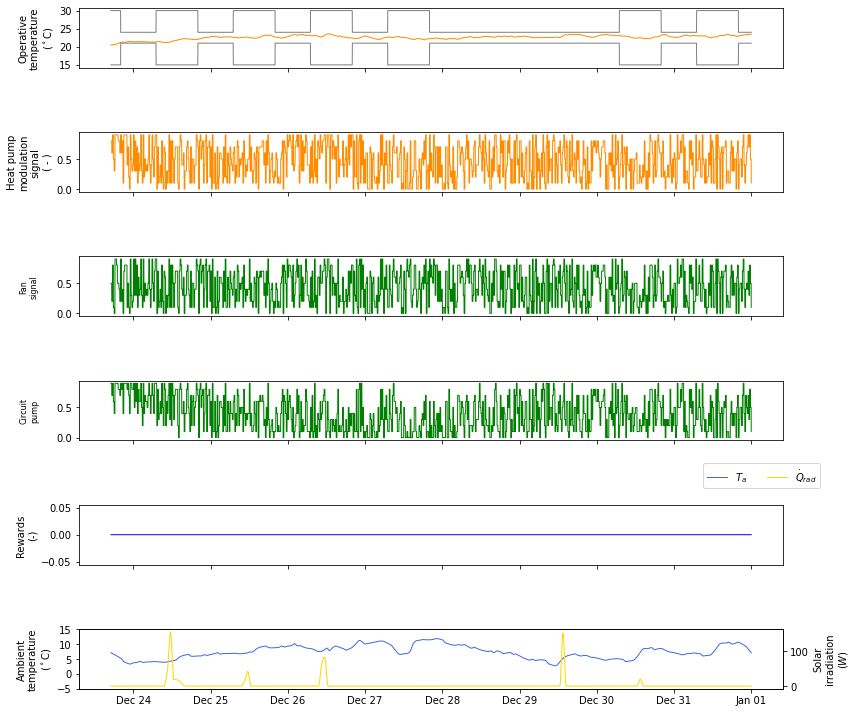 Operative
temperature
(°C)
30
25
20
15
Heat pump
modulation
signal
( - )
0.5
0.0
Fan
signal
0.5
0.0
Circuit
pump
0.5
0.0
T_a
Q̇_rad
Rewards
(-)
0.05
0.00
−0.05
Ambient
temperature
(°C)
15
10
5
0
−5
100
0
Solar
irradiation
(W)
Dec 24 Dec 25 Dec 26 Dec 27 Dec 28 Dec 29 Dec 30 Dec 31 Jan 01